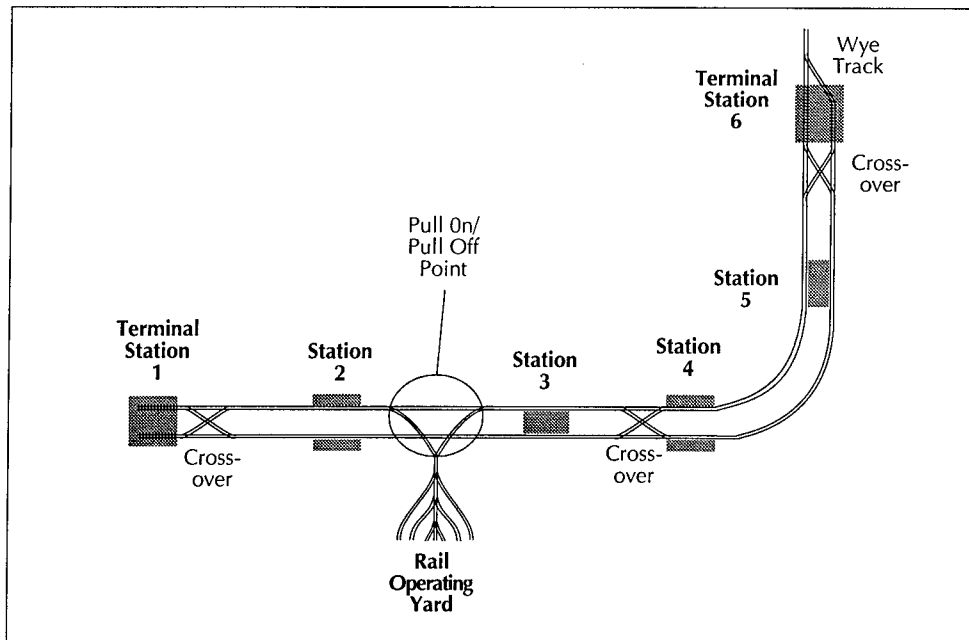 Wye
Track
Terminal
Station
6
Cross-
over
Pull 0n/
Pull Off
Point
Station
5
Terminal
Station
1
Station
2
Station
3
Station
4
Cross-
over
Cross-
over
Rail
Operating
Yard